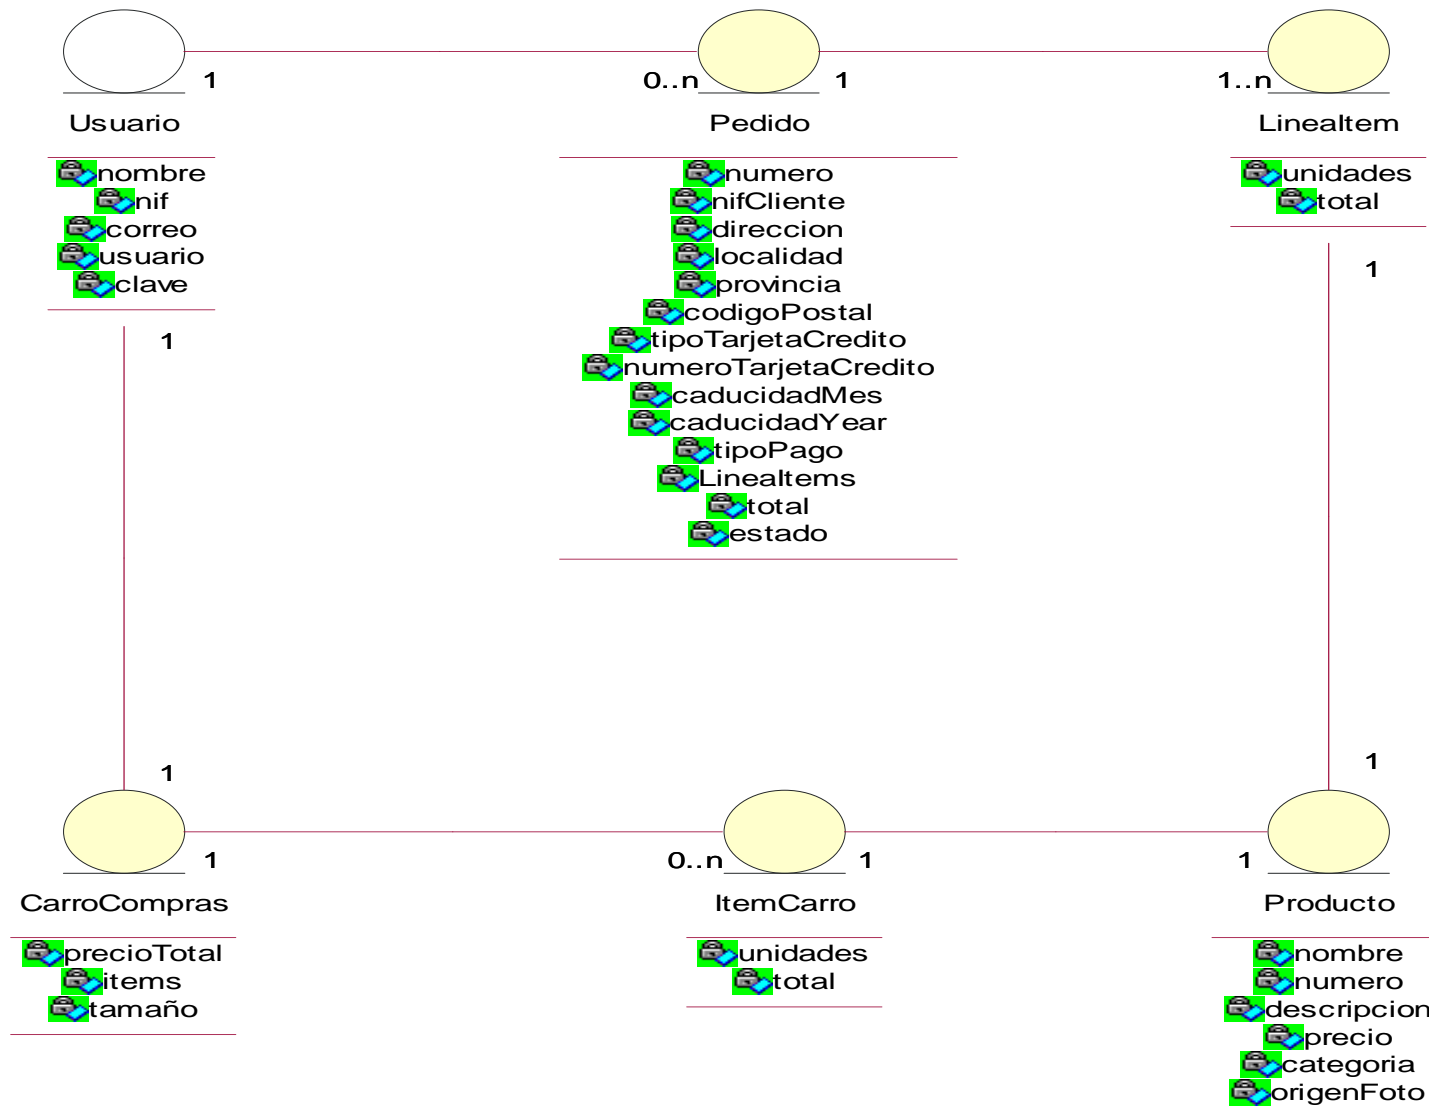 1 0..n 1 1..n
Usuario Pedido LineaItem
nombre
nif
correo
usuario
clave
numero
nifCliente
direccion
localidad
provincia
codigoPostal
tipoTarjetaCredito
numeroTarjetaCredito
caducidadMes
caducidadYear
tipoPago
LineaItems
total
estado
unidades
total
1
1
1
1
1 0..n 1 1
CarroCompras ItemCarro Producto
precioTotal
items
tamaño
unidades
total
nombre
numero
descripcion
precio
categoria
origenFoto